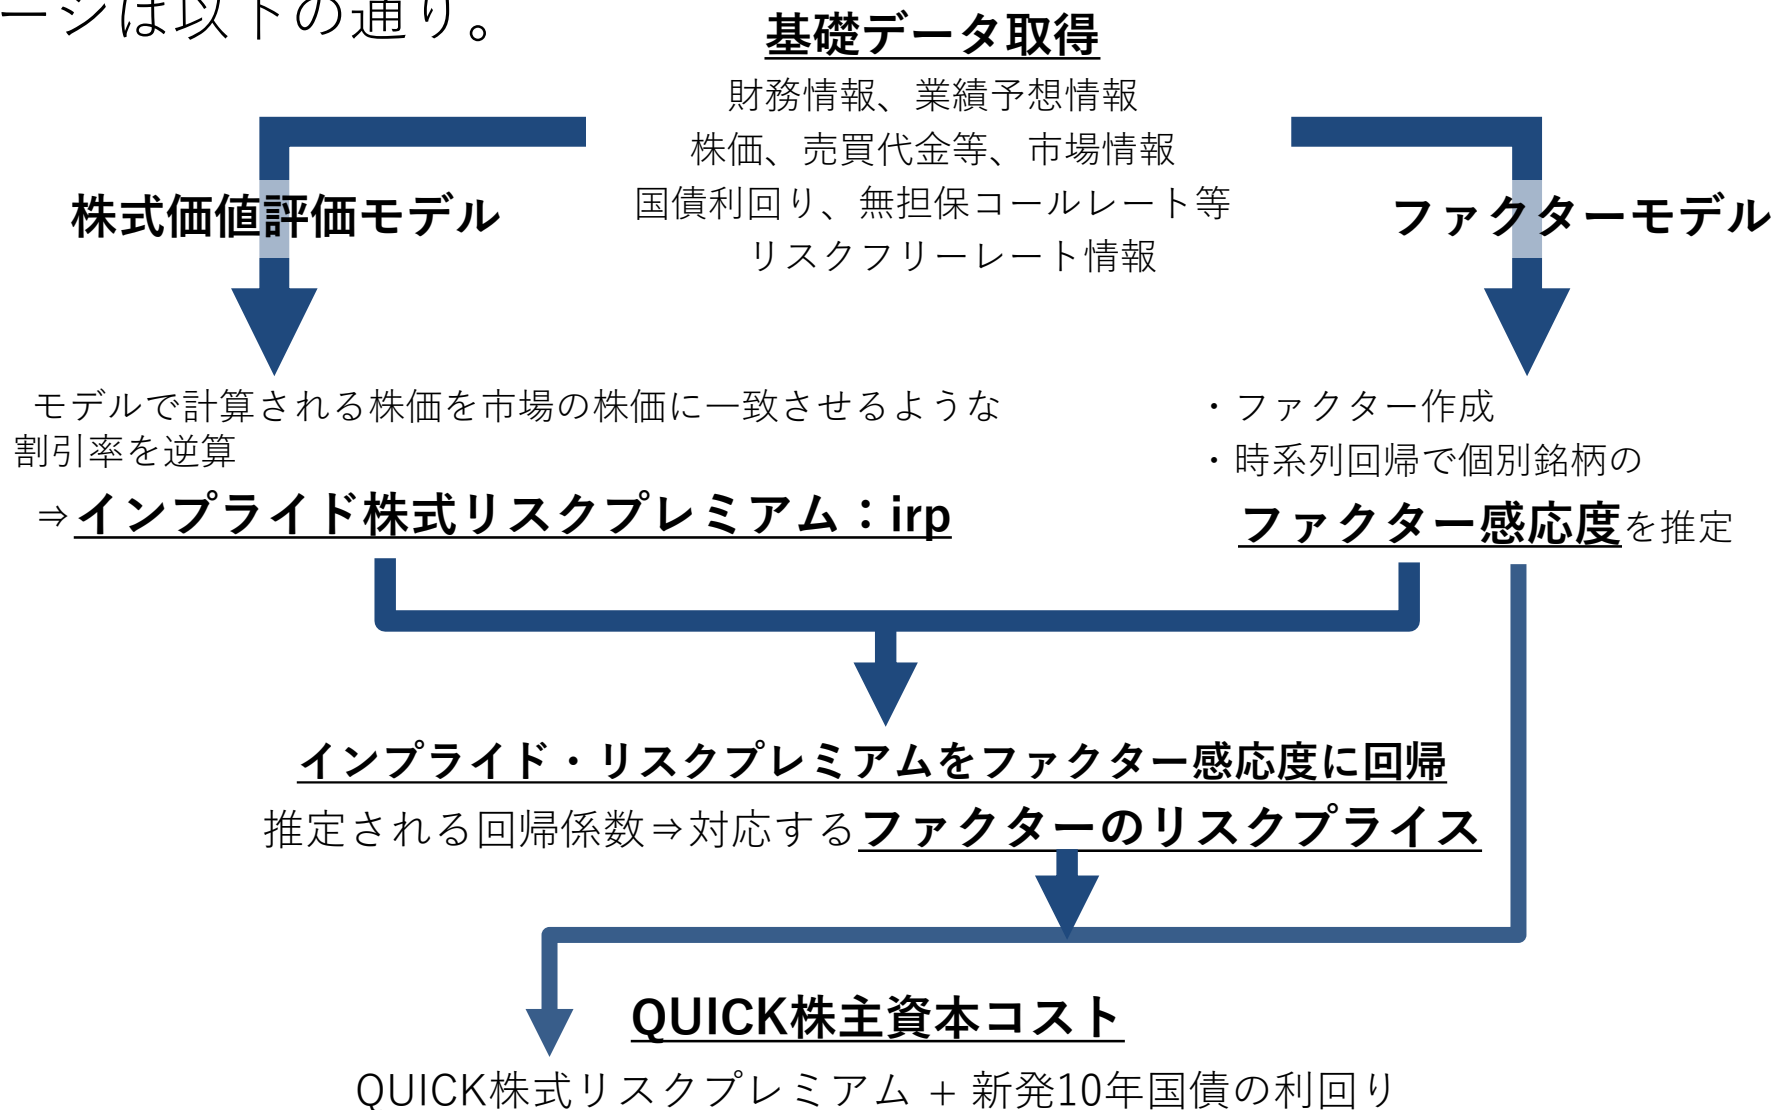 ージは以下の通り。
基礎データ取得
財務情報、業績予想情報
株価、売買代金等、市場情報
国債利回り、無担保コールレート等
リスクフリーレート情報
株式価値評価モデル
ファクターモデル
モデルで計算される株価を市場の株価に一致させるような
割引率を逆算
⇒インプライド株式リスクプレミアム：irp
・ファクター作成
・時系列回帰で個別銘柄の
ファクター感応度を推定
インプライド・リスクプレミアムをファクター感応度に回帰
推定される回帰係数⇒対応するファクターのリスクプライス
QUICK株主資本コスト
QUICK株式リスクプレミアム + 新発10年国債の利回り